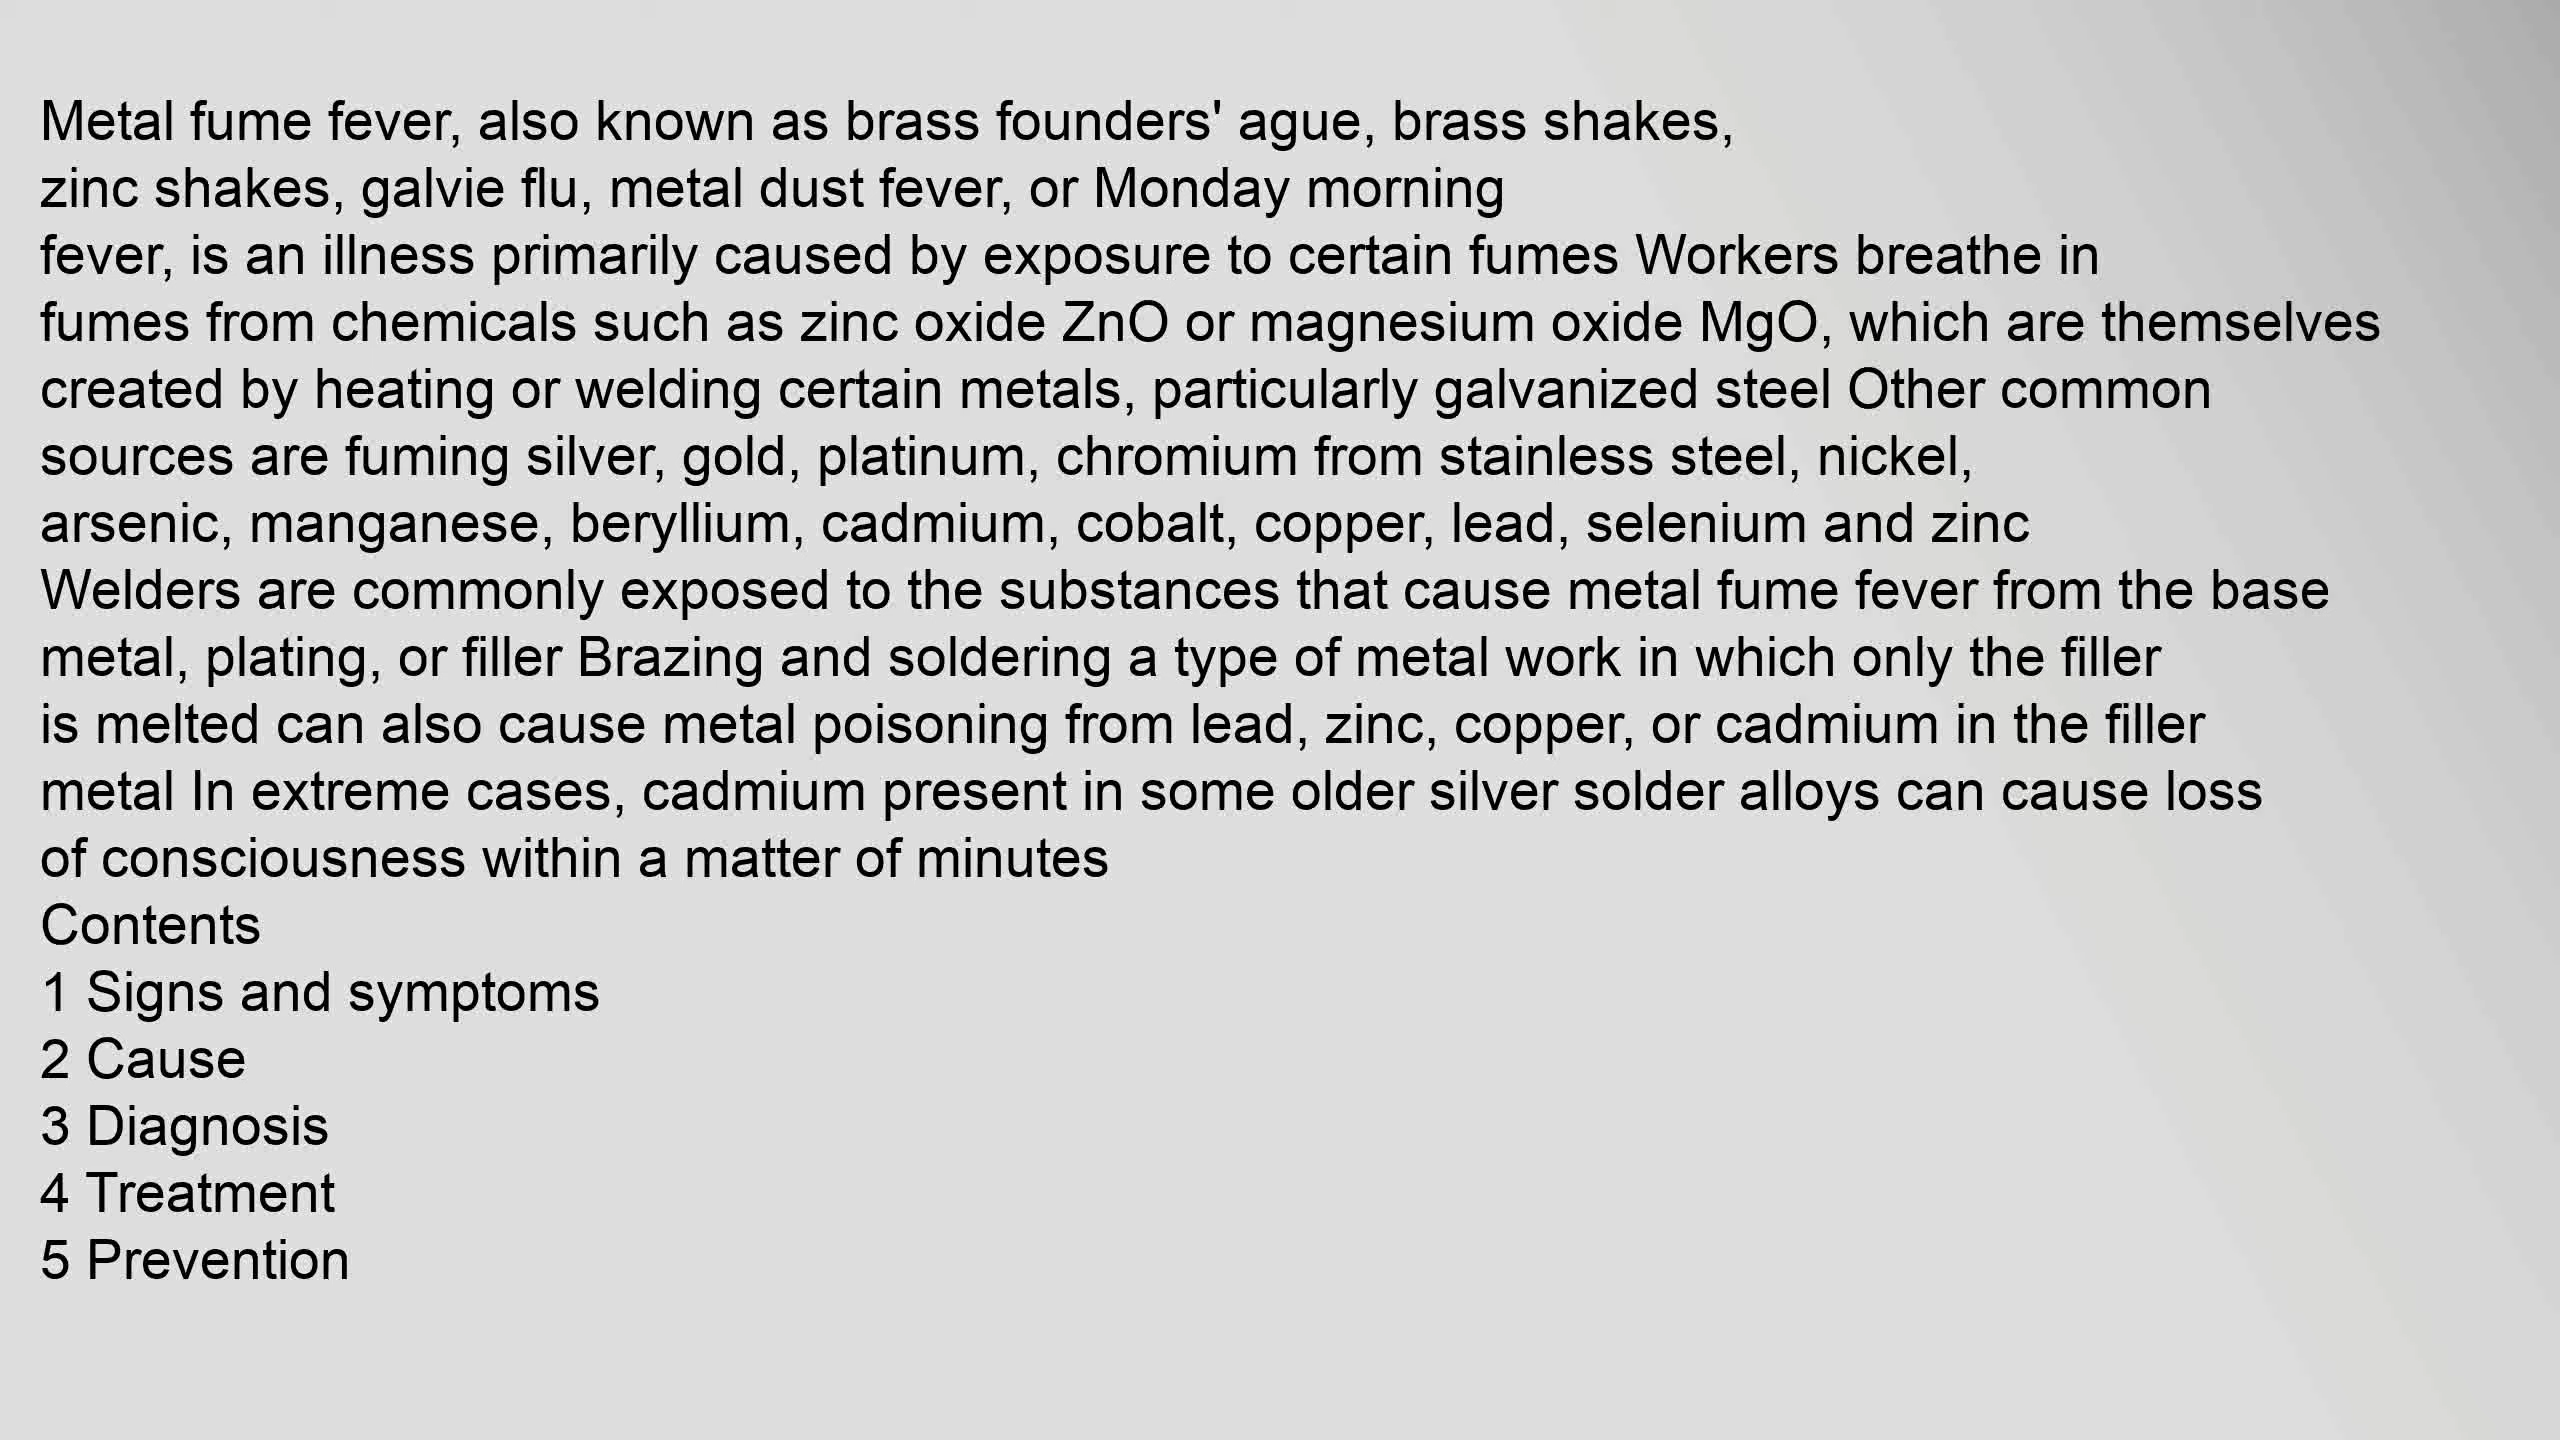 Metal fume fever, also known as brass founders' ague, brass shakes,
zinc shakes, galvie flu, metal dust fever, or Monday morning
fever, is an illness primarily caused by exposure to certain fumes Workers breathe in
fumes from chemicals such as zinc oxide ZnO or magnesium oxide MgO, which are themselves
created by heating or welding certain metals, particularly galvanized steel Other common
sources are fuming silver, gold, platinum, chromium from stainless steel, nickel,
arsenic, manganese, beryllium, cadmium, cobalt, copper, lead, selenium and zinc
Welders are commonly exposed to the substances that cause metal fume fever from the base
metal, plating, or filler Brazing and soldering a type of metal work in which only the filler
is melted can also cause metal poisoning from lead, zinc, copper, or cadmium in the filler
metal In extreme cases, cadmium present in some older silver solder alloys can cause loss
of consciousness within a matter of minutes
Contents
1 Signs and symptoms
2 Cause
3 Diagnosis
4 Treatment
5 Prevention